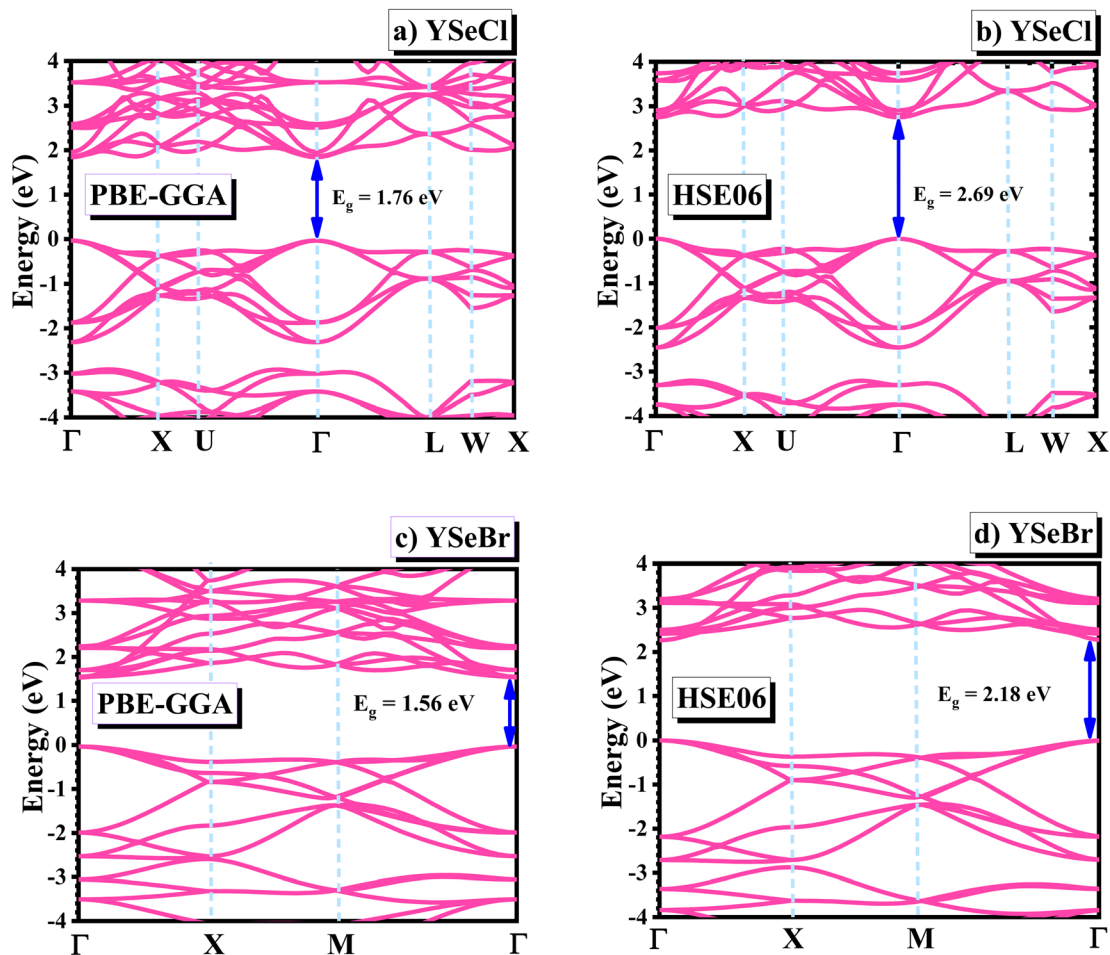 a) YSeCl
Energy (eV)
4
3
2
1
0
-1
-2
-3
-4
PBE-GGA
E_g = 1.76 eV
Γ X U Γ L W X
b) YSeCl
Energy (eV)
4
3
2
1
0
-1
-2
-3
-4
HSE06
E_g = 2.69 eV
Γ X U Γ L W X
c) YSeBr
Energy (eV)
4
3
2
1
0
-1
-2
-3
-4
PBE-GGA
E_g = 1.56 eV
Γ X M Γ
d) YSeBr
Energy (eV)
4
3
2
1
0
-1
-2
-3
-4
HSE06
E_g = 2.18 eV
Γ X M Γ